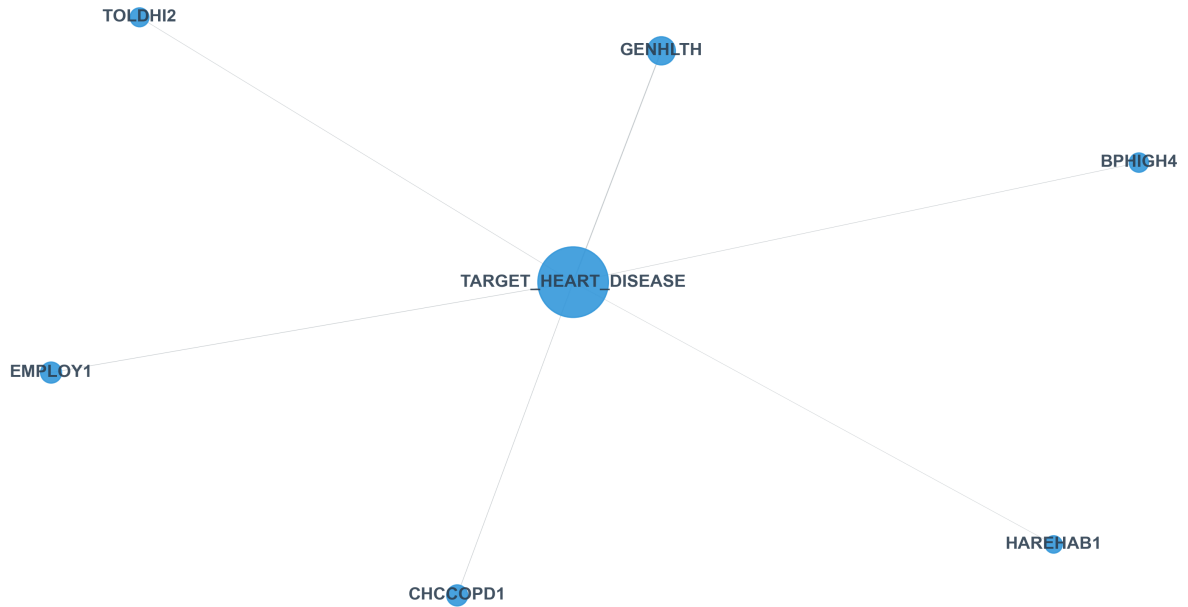 TOLDHI2
GENHLTH
BPHIGH4
TARGET_HEART_DISEASE
EMPLOY1
HAREHAB1
CHCCOPD1